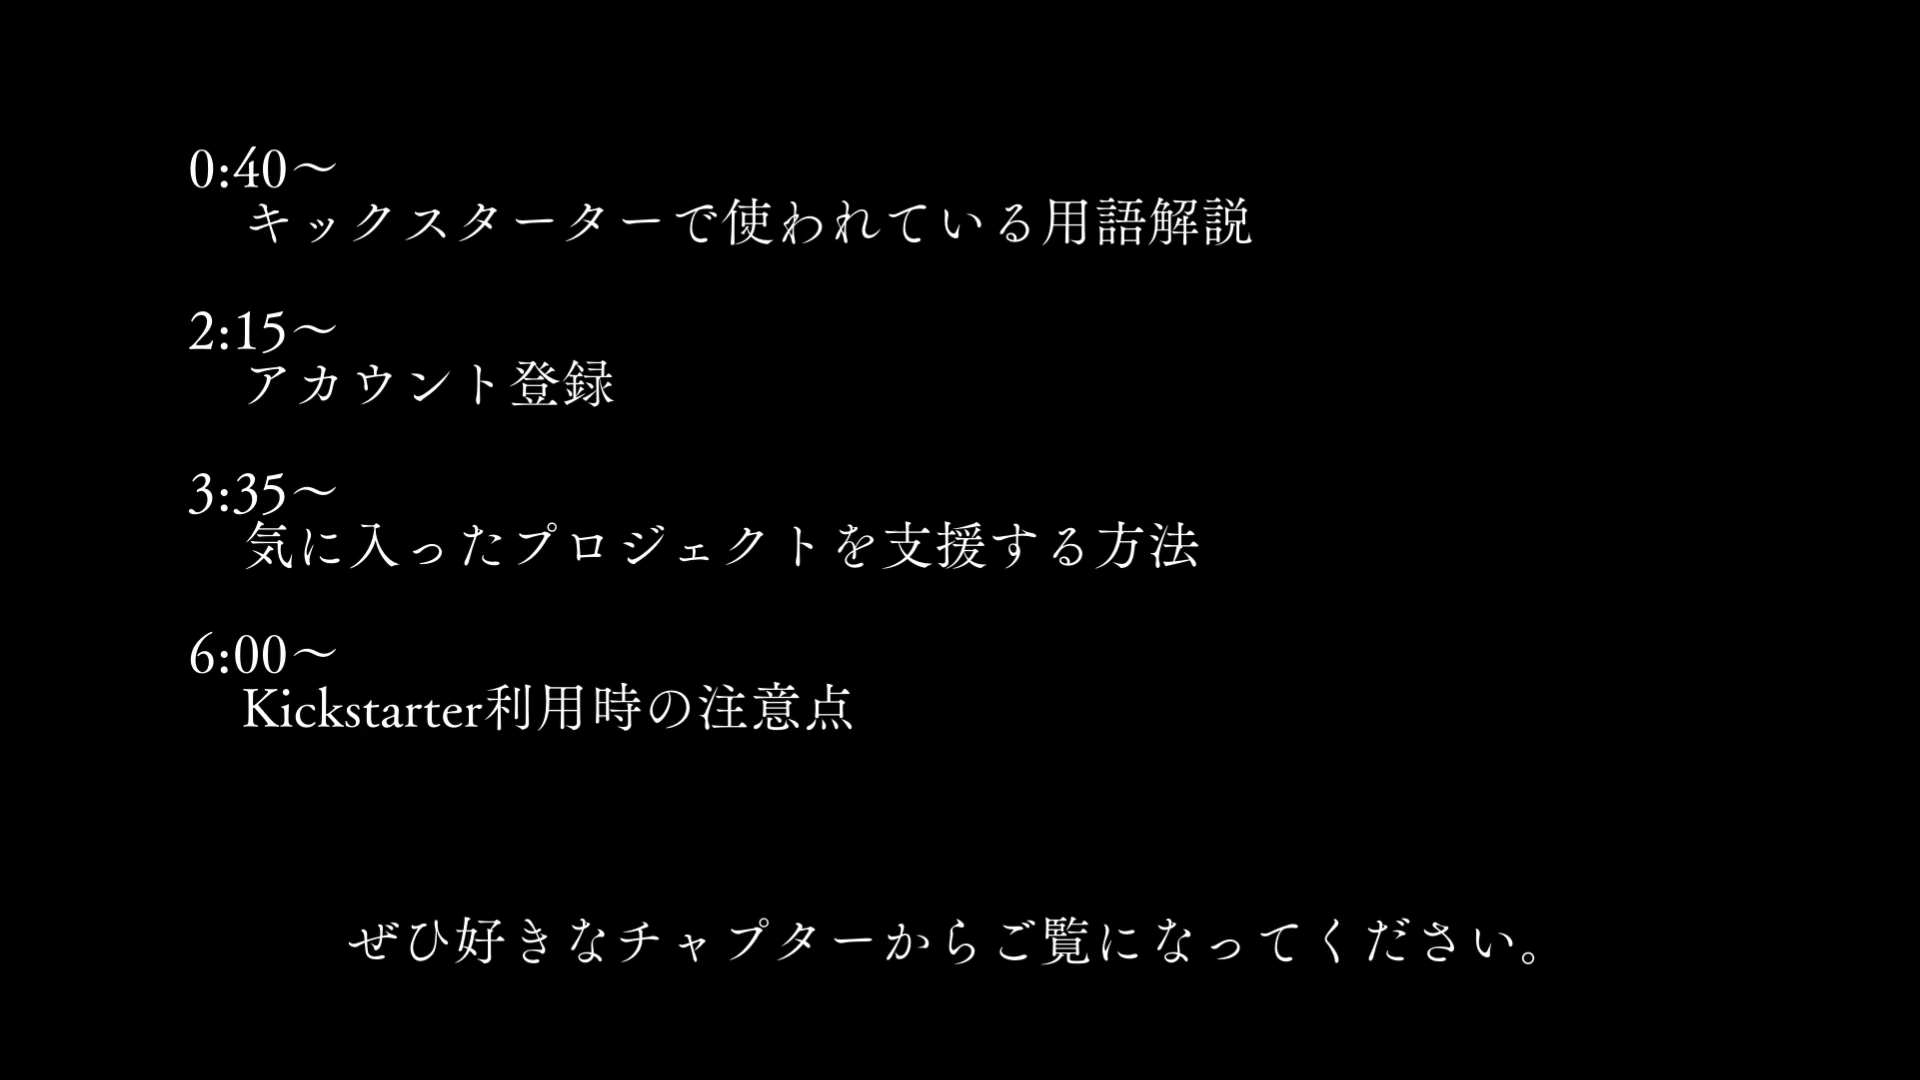 0:40〜
キックスターターで使われている用語解説
2:15〜
アカウント登録
3:35〜
気に入ったプロジェクトを支援する方法
6:00〜
Kickstarter利用時の注意点
ぜひ好きなチャプターからご覧になってください。